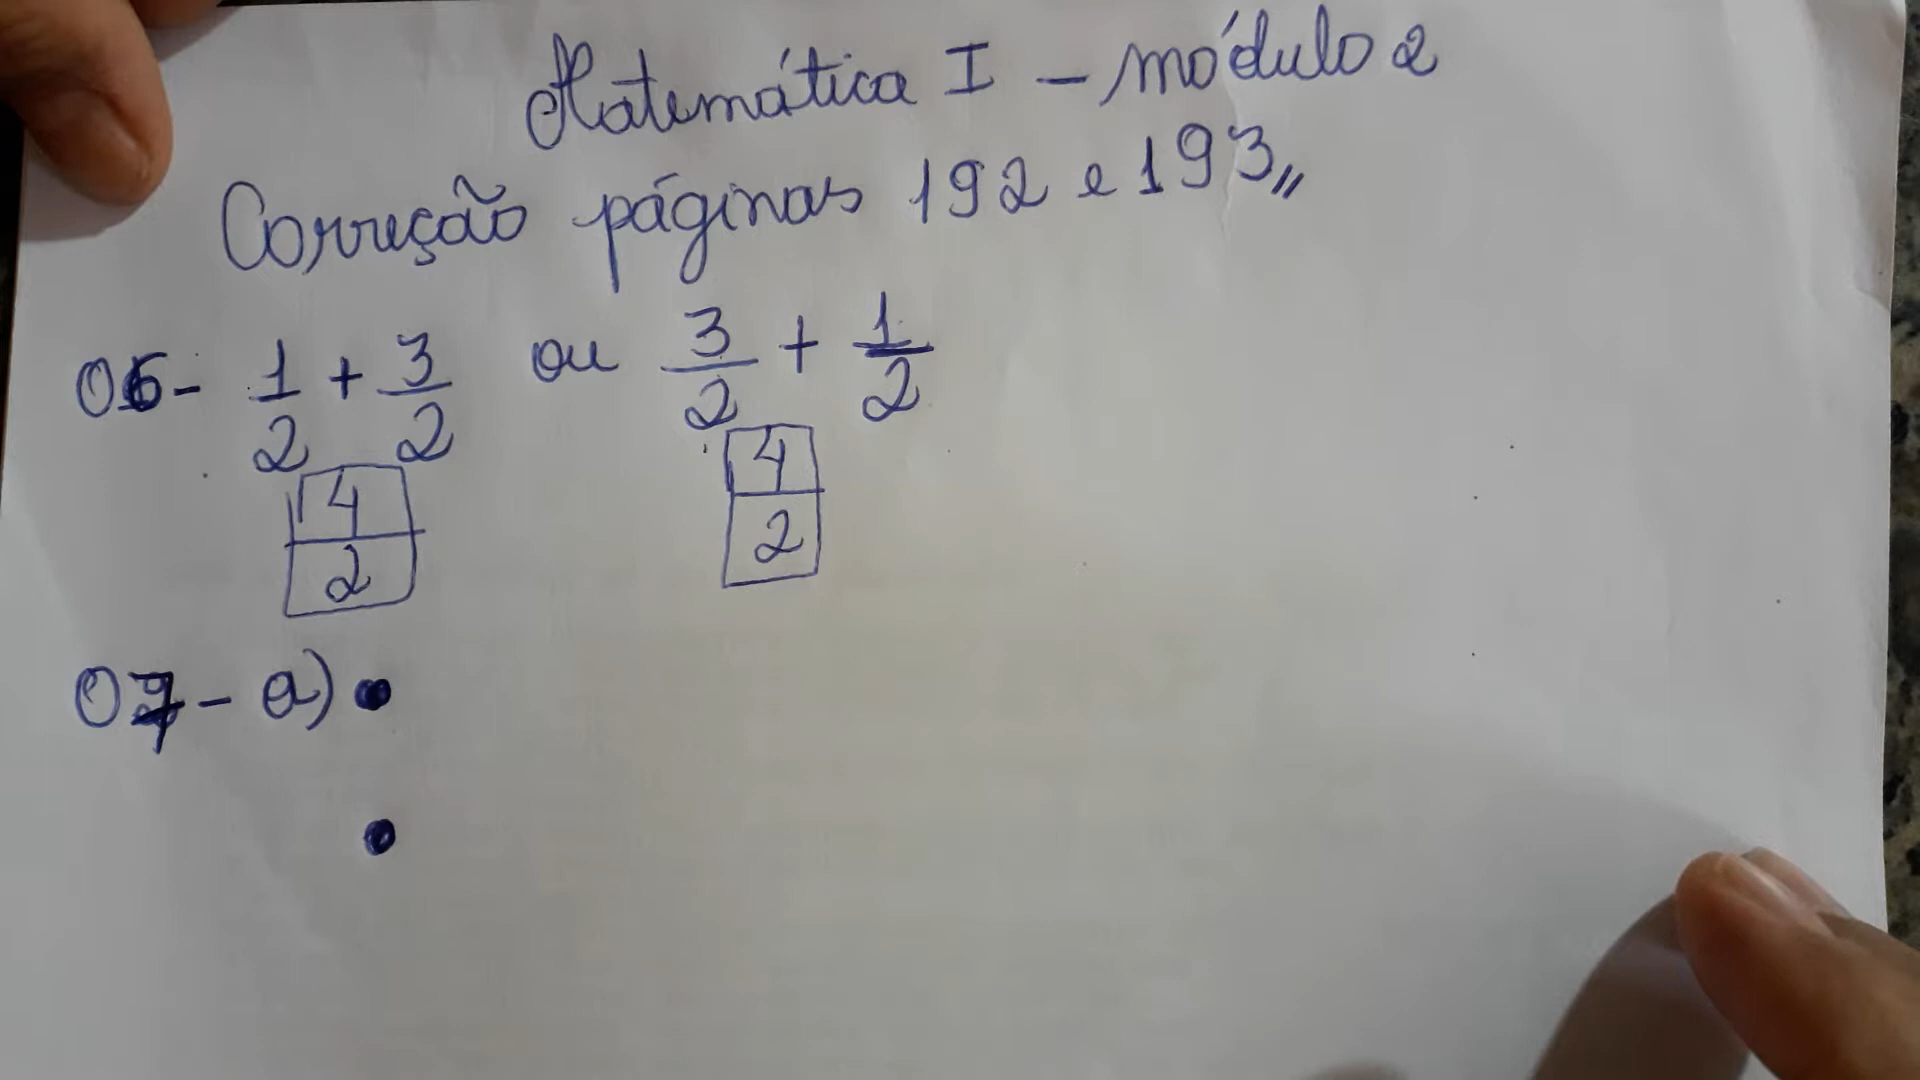 Matemática I - módulo 2
Correção páginas 192 e 193,,
06- 1/2 + 3/2 ou 3/2 + 1/2
4/2 4/2
07- a) •
•